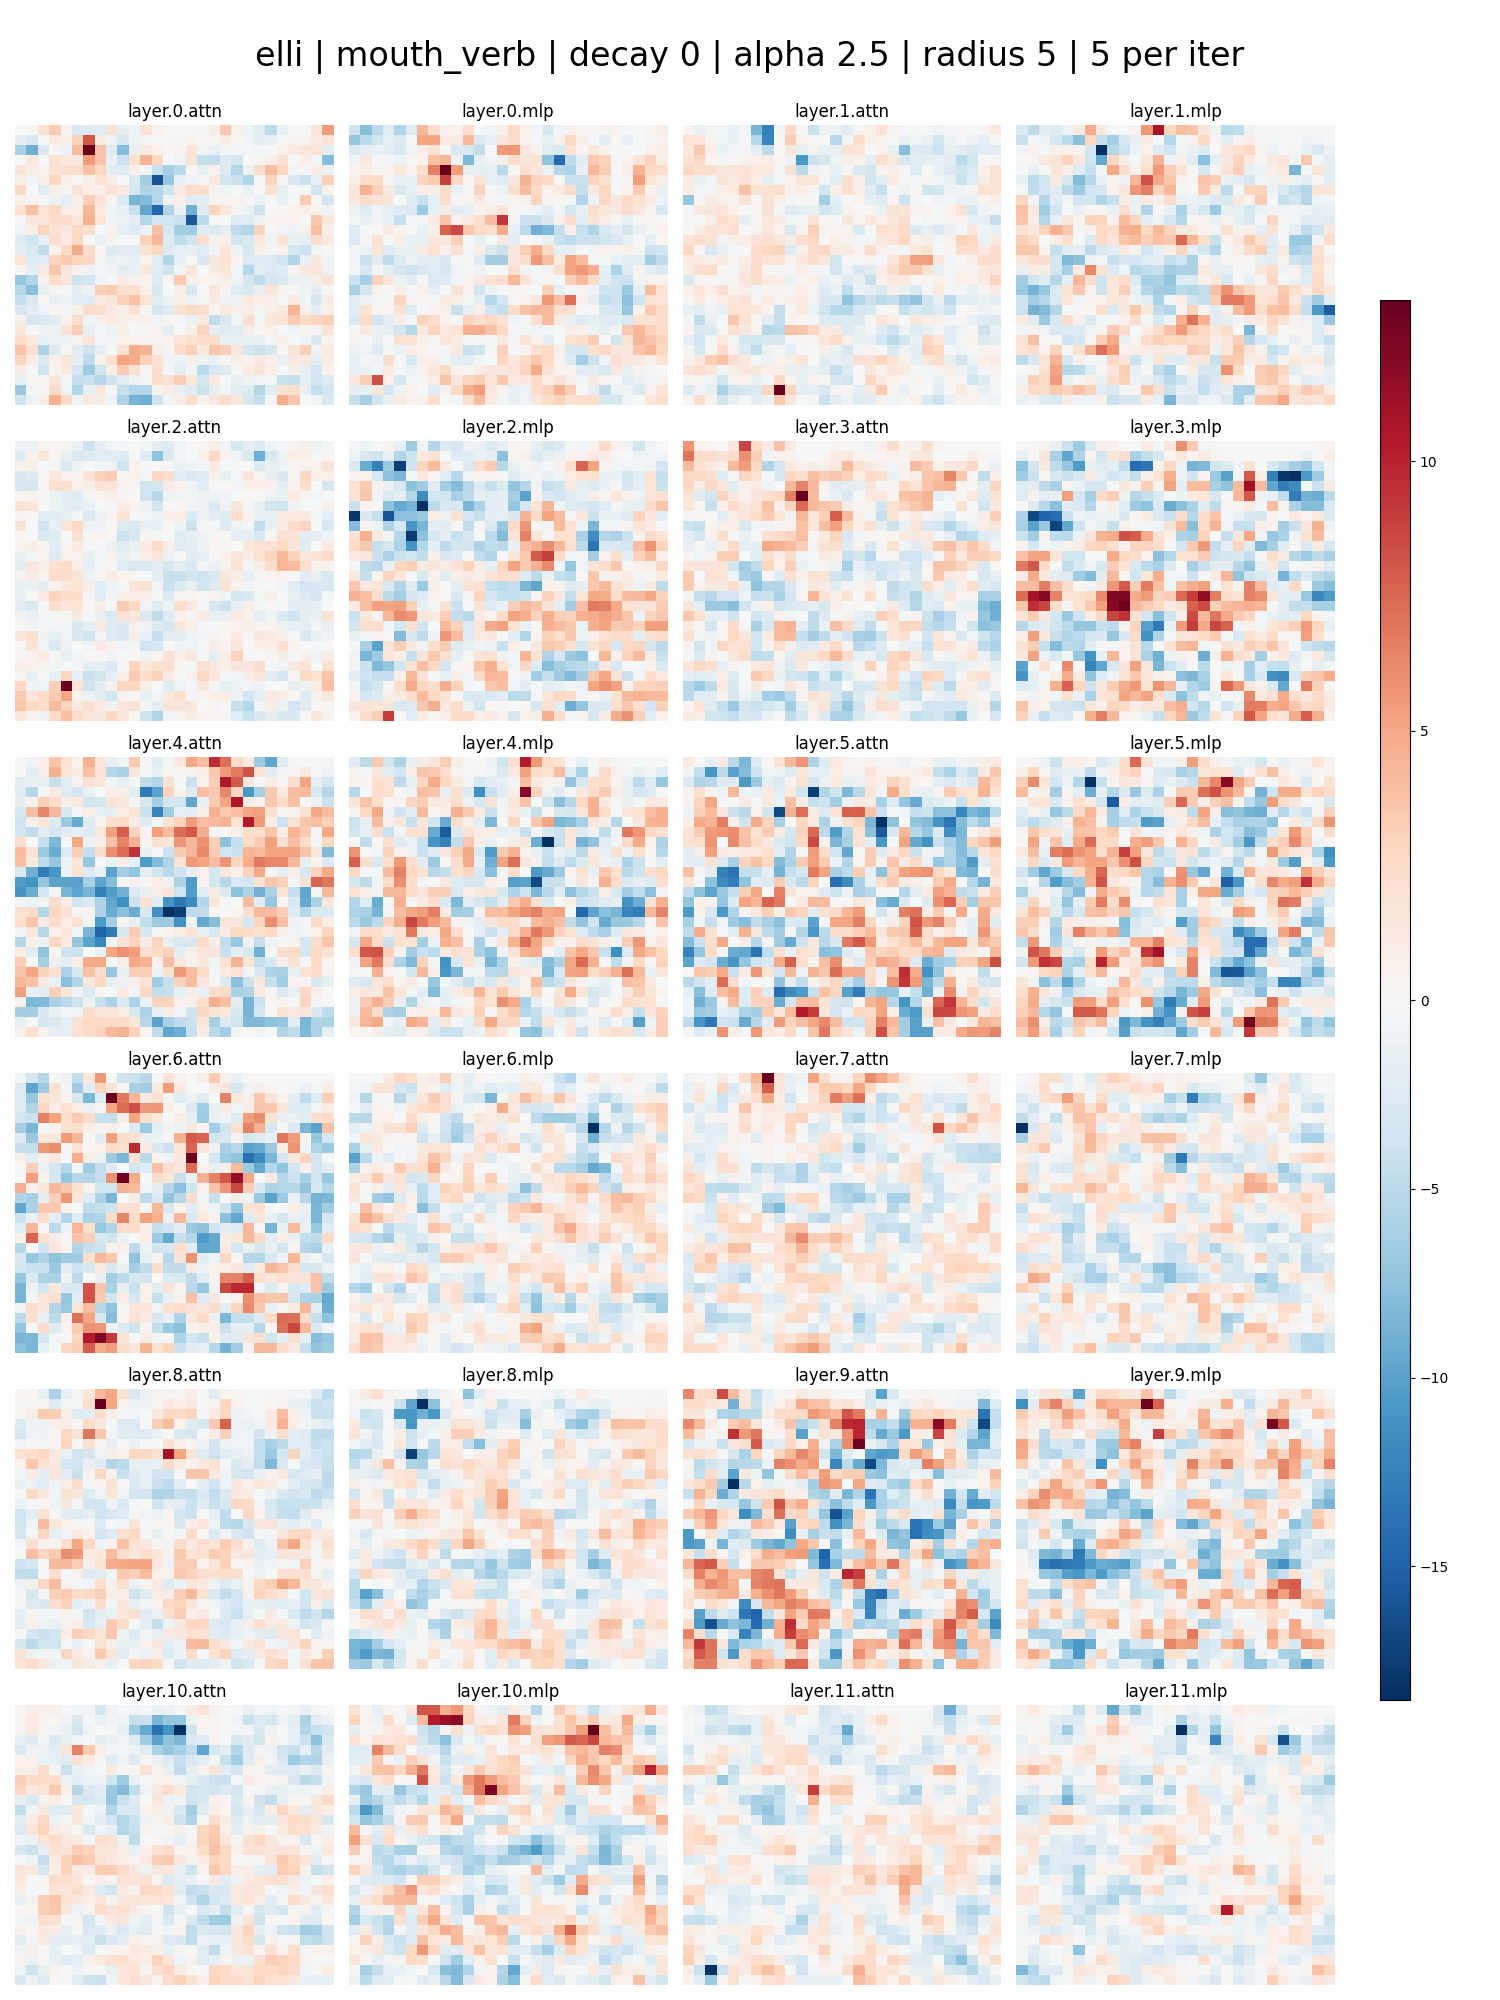 elli | mouth_verb | decay 0 | alpha 2.5 | radius 5 | 5 per iter
layer.0.attn
layer.0.mlp
layer.1.attn
layer.1.mlp
layer.2.attn
layer.2.mlp
layer.3.attn
layer.3.mlp
layer.4.attn
layer.4.mlp
layer.5.attn
layer.5.mlp
layer.6.attn
layer.6.mlp
layer.7.attn
layer.7.mlp
layer.8.attn
layer.8.mlp
layer.9.attn
layer.9.mlp
layer.10.attn
layer.10.mlp
layer.11.attn
layer.11.mlp
10
5
0
−5
−10
−15